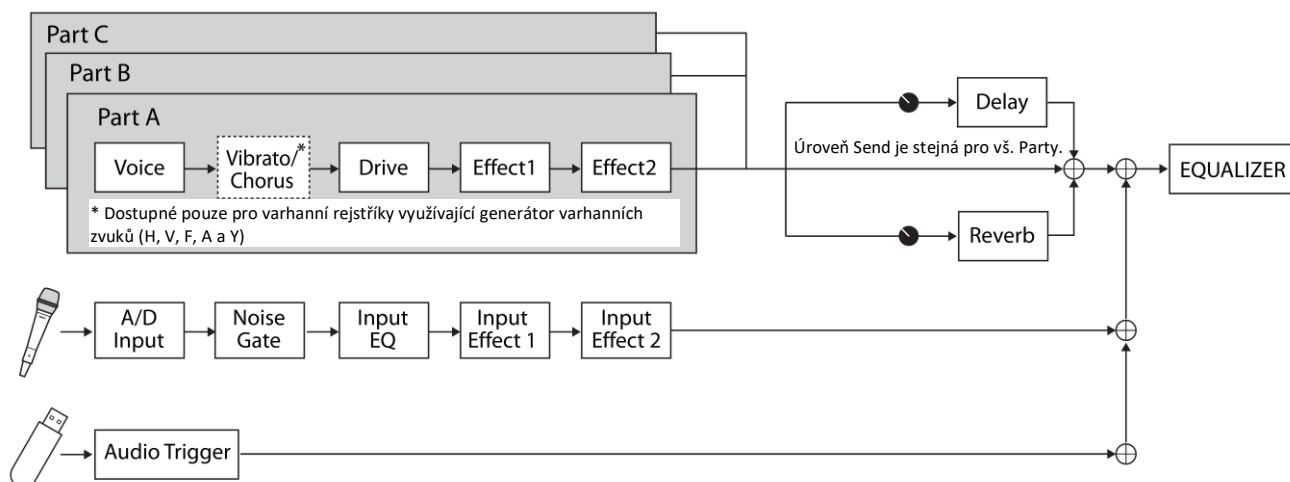 Part C
Part B
Part A
Voice
Vibrato/*
Chorus
Drive
Effect1
Effect2
* Dostupné pouze pro varhanní rejstříky využívající generátor varhanních
zvuků (H, V, F, A a Y)
Delay
Úroveň Send je stejná pro vš. Party.
Reverb
EQUALIZER
A/D
Input
Noise
Gate
Input
EQ
Input
Effect 1
Input
Effect 2
Audio Trigger